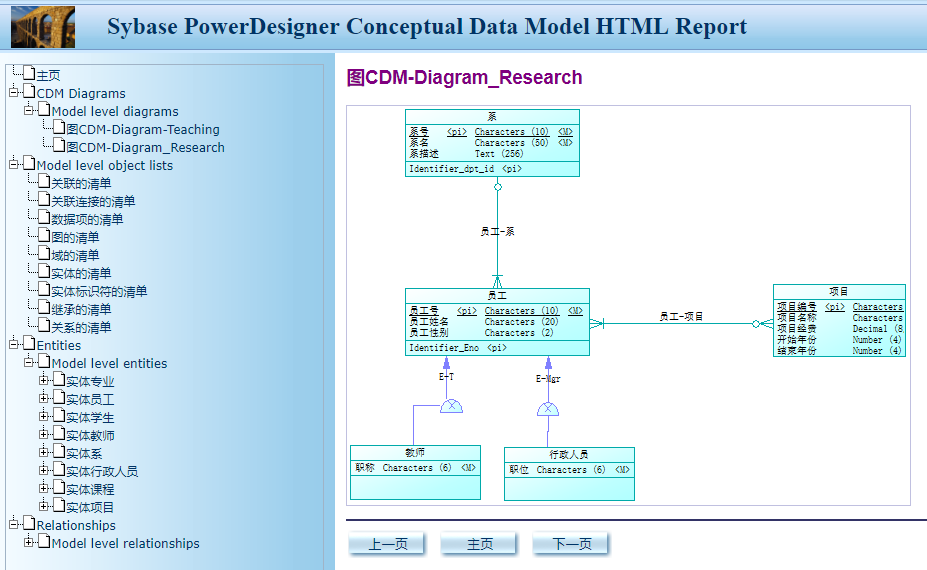 Sybase PowerDesigner Conceptual Data Model HTML Report
主页
CDM Diagrams
Model level diagrams
图CDM-Diagram-Teaching
图CDM-Diagram_Research
Model level object lists
关联的清单
关联连接的清单
数据项的清单
图的清单
域的清单
实体的清单
实体标识符的清单
继承的清单
关系的清单
Entities
Model level entities
实体专业
实体员工
实体学生
实体教师
实体系
实体行政人员
实体课程
实体项目
Relationships
Model level relationships
图CDM-Diagram_Research
系
系号 <pi> Characters (10) <M>
系名 Characters (50) <M>
系描述 Text (256)
Identifier_dpt_id <pi>
员工-系
员工
员工号 <pi> Characters (10) <M>
员工姓名 Characters (20)
员工性别 Characters (2)
Identifier_Eno <pi>
员工-项目
项目
项目编号 <pi> Characters
项目名称 Characters
项目经费 Decimal (8,
开始年份 Number (4)
结束年份 Number (4)
E-T
E-Mgr
教师
职称 Characters (6) <M>
行政人员
职位 Characters (6) <M>
上一页 主页 下一页